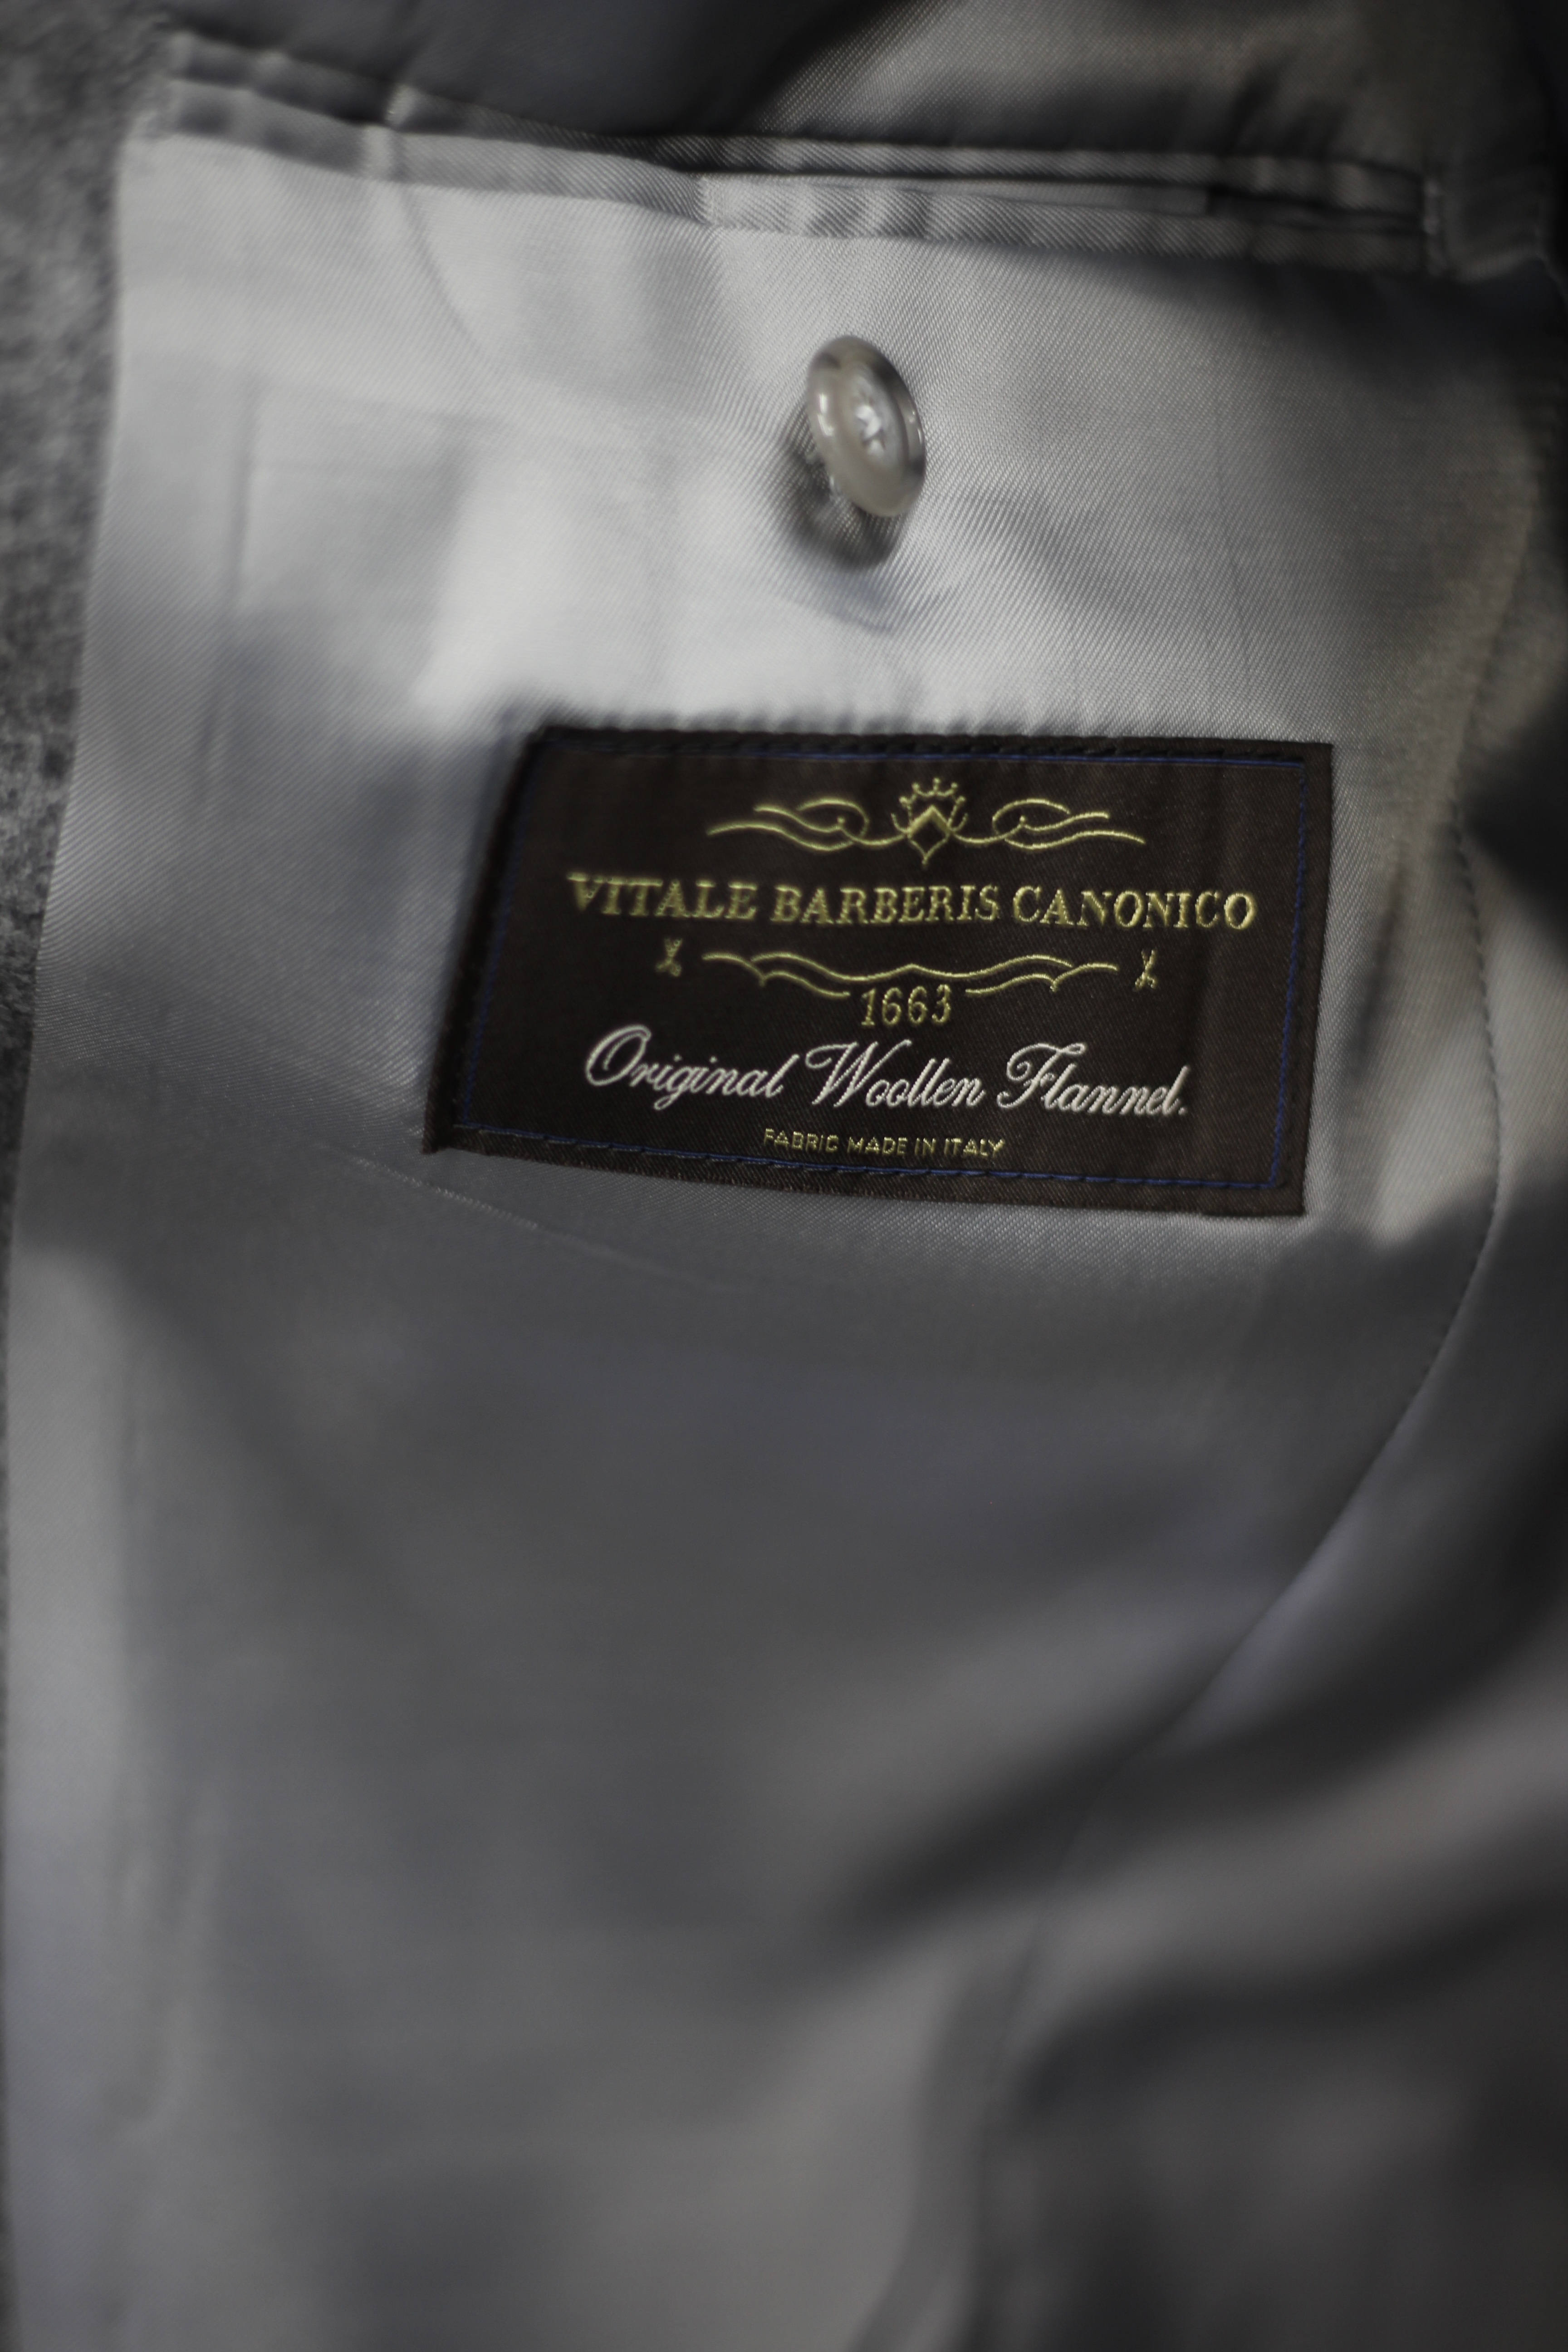 VITALE BARBERIS CANONICO
1663
Original Woollen Flannel.
FABRIC MADE IN ITALY